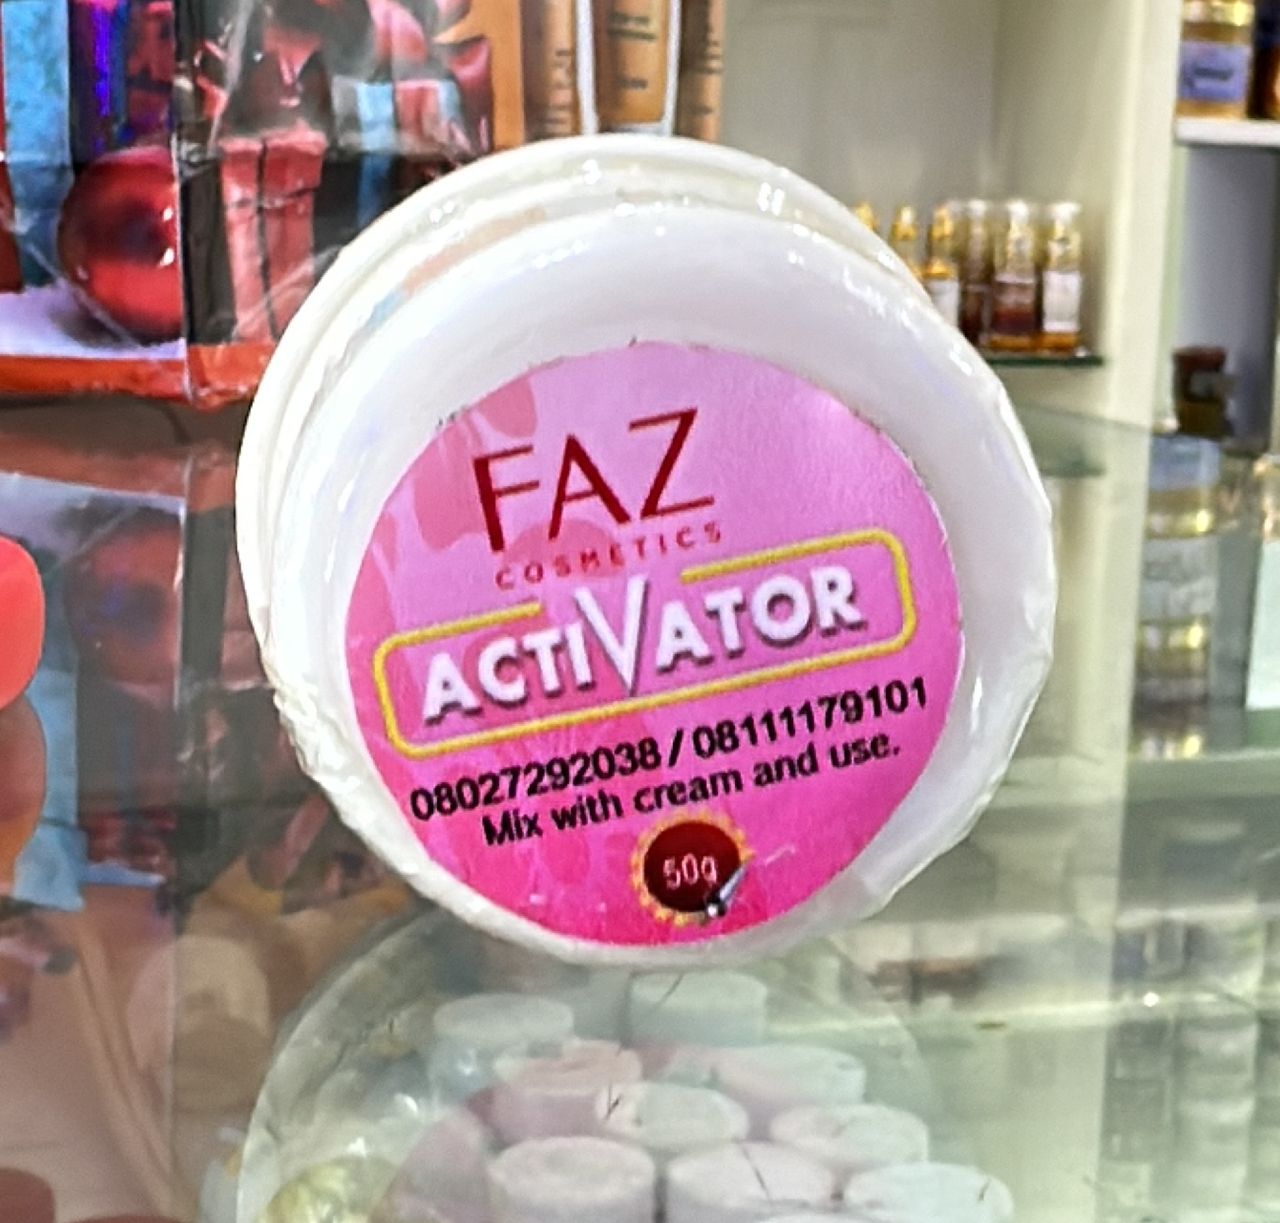 FAZ
COSMETICS
ACTIVATOR
08027292038 / 08111179101
Mix with cream and use.
50g